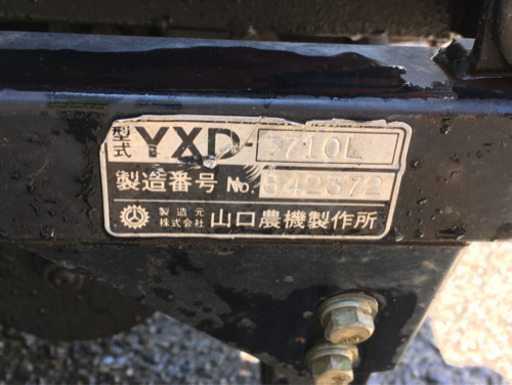 型式 YXD-710L
製造番号 No. 842372
製造元 株式会社 山口農機製作所